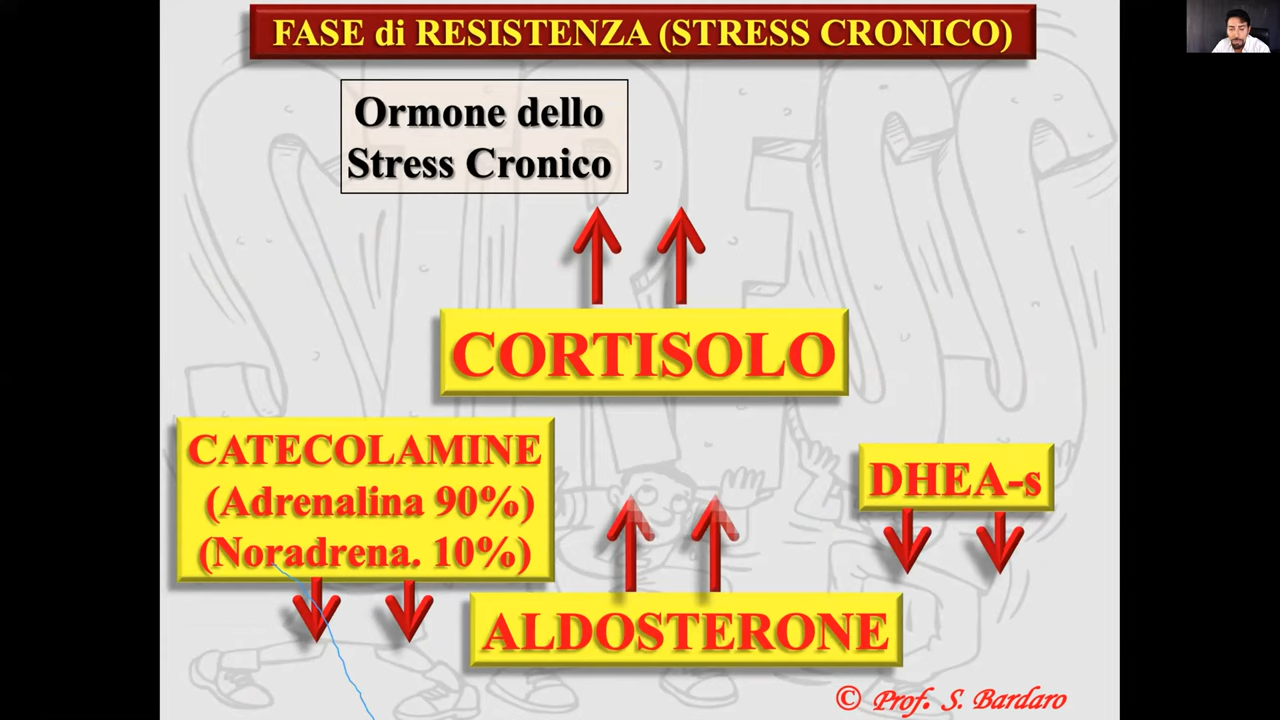 FASE di RESISTENZA (STRESS CRONICO)
Ormone dello
Stress Cronico
CORTISOLO
CATECOLAMINE
(Adrenalina 90%)
(Noradrena. 10%)
DHEA-s
ALDOSTERONE
© Prof. S. Bardaro
STRESS